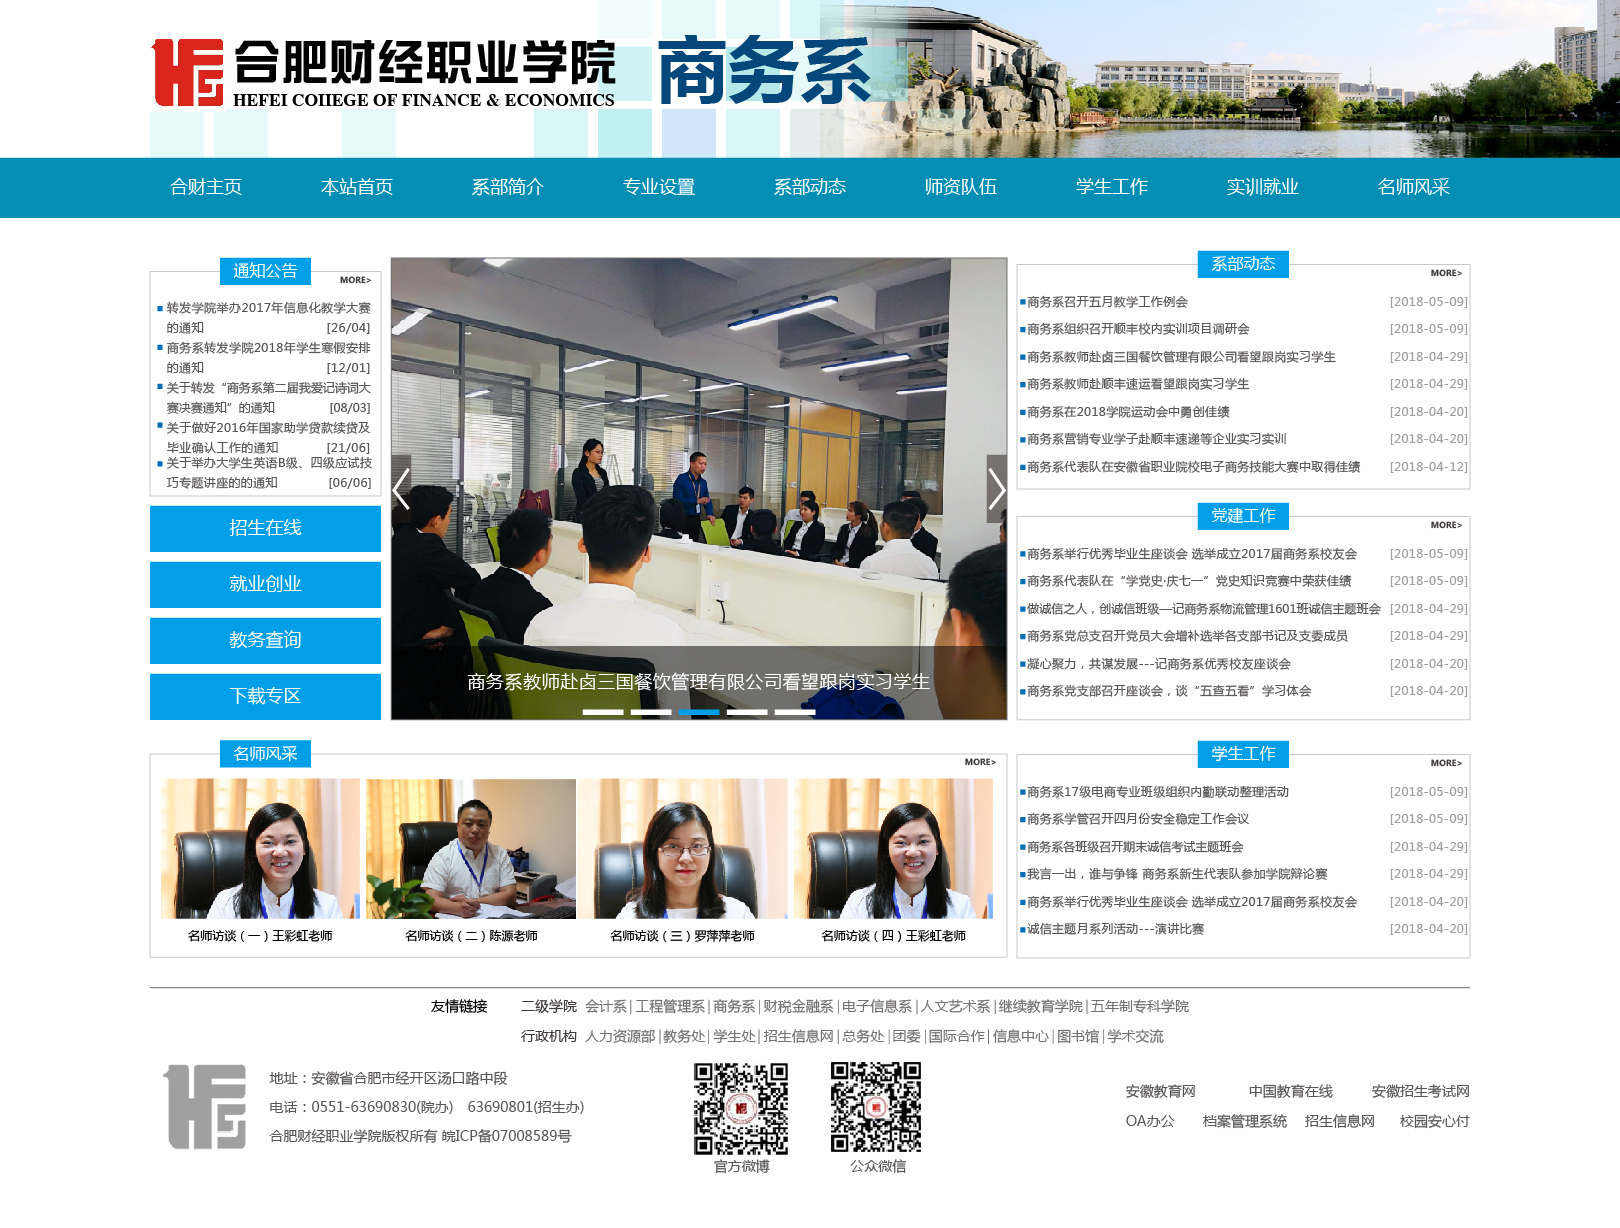 合肥财经职业学院
HEFEI COIIEGE OF FINANCE & ECONOMICS
商务系
合财主页 本站首页 系部简介 专业设置 系部动态 师资队伍 学生工作 实训就业 名师风采
通知公告
MORE>
转发学院举办2017年信息化教学大赛
的通知 [26/04]
商务系转发学院2018年学生寒假安排
的通知 [12/01]
关于转发“商务系第二届我爱记诗词大
赛决赛通知”的通知 [08/03]
关于做好2016年国家助学贷款续贷及
毕业确认工作的通知 [21/06]
关于举办大学生英语B级、四级应试技
巧专题讲座的的通知 [06/06]
招生在线
就业创业
教务查询
下载专区
商务系教师赴卤三国餐饮管理有限公司看望跟岗实习学生
系部动态
MORE>
商务系召开五月教学工作例会 [2018-05-09]
商务系组织召开顺丰校内实训项目调研会 [2018-05-09]
商务系教师赴卤三国餐饮管理有限公司看望跟岗实习学生 [2018-04-29]
商务系教师赴顺丰速运看望跟岗实习学生 [2018-04-29]
商务系在2018学院运动会中勇创佳绩 [2018-04-20]
商务系营销专业学子赴顺丰速递等企业实习实训 [2018-04-20]
商务系代表队在安徽省职业院校电子商务技能大赛中取得佳绩 [2018-04-12]
党建工作
MORE>
商务系举行优秀毕业生座谈会 选举成立2017届商务系校友会 [2018-05-09]
商务系代表队在“学党史·庆七一”党史知识竞赛中荣获佳绩 [2018-05-09]
做诚信之人，创诚信班级—记商务系物流管理1601班诚信主题班会 [2018-04-29]
商务系党总支召开党员大会增补选举各支部书记及支委成员 [2018-04-29]
凝心聚力，共谋发展---记商务系优秀校友座谈会 [2018-04-20]
商务系党支部召开座谈会，谈“五查五看”学习体会 [2018-04-20]
名师风采
MORE>
名师访谈（一）王彩虹老师 名师访谈（二）陈源老师 名师访谈（三）罗萍萍老师 名师访谈（四）王彩虹老师
学生工作
MORE>
商务系17级电商专业班级组织内勤联动整理活动 [2018-05-09]
商务系学管召开四月份安全稳定工作会议 [2018-05-09]
商务系各班级召开期末诚信考试主题班会 [2018-04-29]
我言一出，谁与争锋 商务系新生代表队参加学院辩论赛 [2018-04-29]
商务系举行优秀毕业生座谈会 选举成立2017届商务系校友会 [2018-04-20]
诚信主题月系列活动---演讲比赛 [2018-04-20]
友情链接 二级学院 会计系|工程管理系|商务系|财税金融系|电子信息系|人文艺术系|继续教育学院|五年制专科学院
行政机构 人力资源部|教务处|学生处|招生信息网|总务处|团委|国际合作|信息中心|图书馆|学术交流
地址：安徽省合肥市经开区汤口路中段
电话：0551-63690830(院办) 63690801(招生办)
合肥财经职业学院版权所有 皖ICP备07008589号
官方微博 公众微信
安徽教育网 中国教育在线 安徽招生考试网
OA办公 档案管理系统 招生信息网 校园安心付